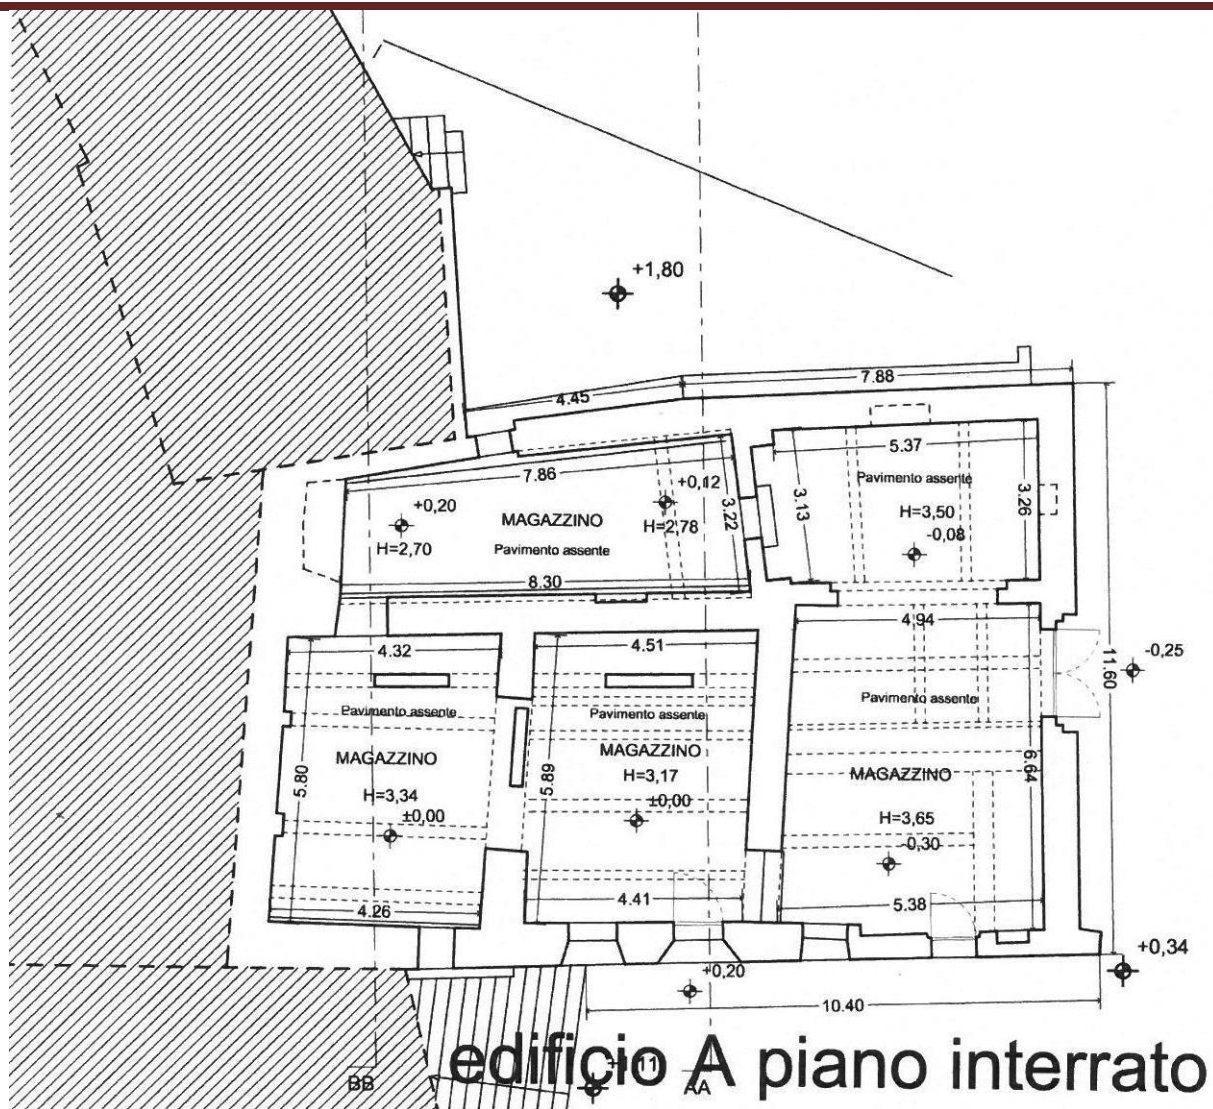 +1,80
7.88
4.45
5.37
7.86
Pavimento assente
+0,12
+0,20
3.13
3.22
3.26
MAGAZZINO
H=3,50
H=2,78
-0,08
H=2,70
Pavimento assente
8.30
4.94
4.32
4.51
-0,25
11.60
Pavimento assente
Pavimento assente
Pavimento assente
MAGAZZINO
MAGAZZINO
MAGAZZINO
5.80
5.89
6.64
H=3,34
H=3,17
H=3,65
±0,00
±0,00
-0,30
4.26
4.41
5.38
+0,34
+0,20
10.40
edificio A piano interrato
BB
AA